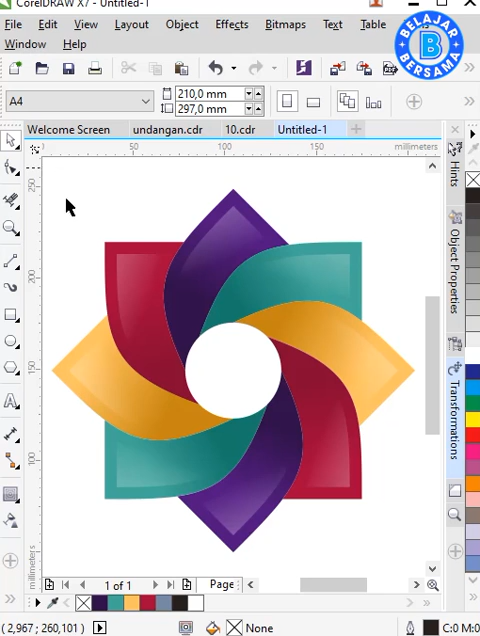 CorelDRAW X7 - Untitled-1
File Edit View Layout Object Effects Bitmaps Text Table
Window Help
BELAJAR
B
BERSAMA
A4
210,0 mm
297,0 mm
Welcome Screen undangan.cdr 10.cdr Untitled-1
50 100 150 millimeters
250
200
150
100
millimeters
Hints
Object Properties
Transformations
1 of 1 Page
( 2,967 ; 260,101 ) None C:0 M:0